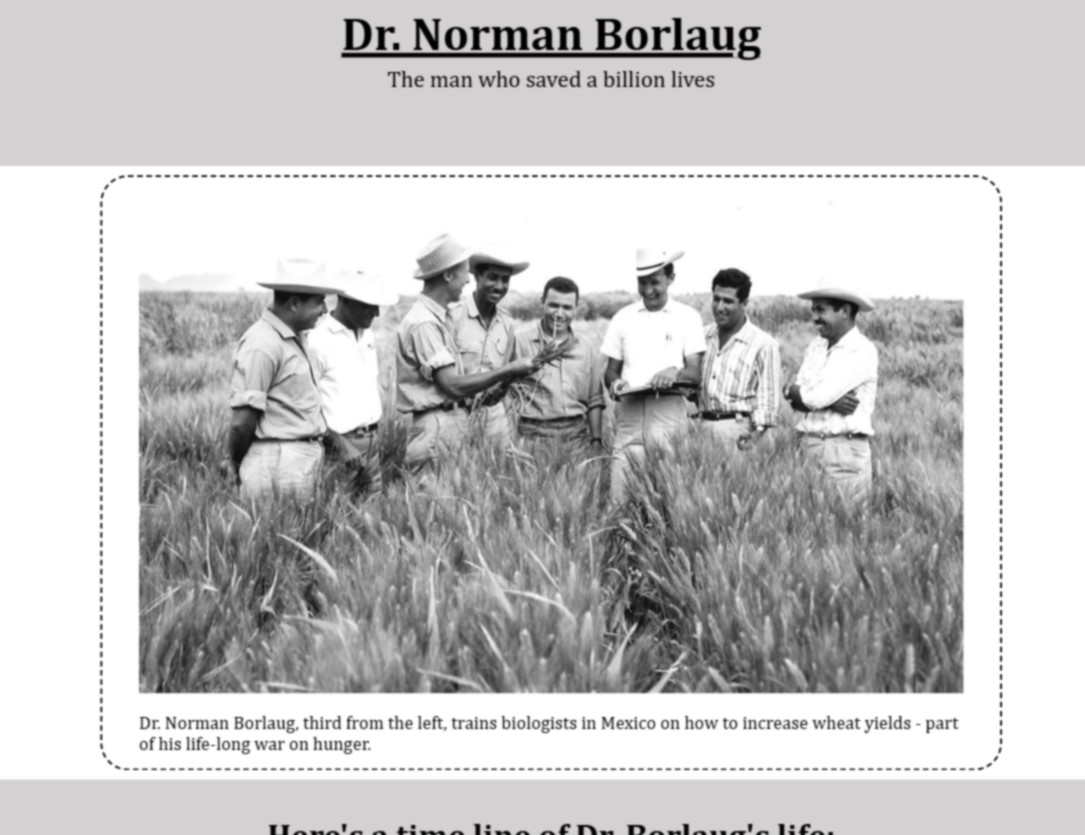 Dr. Norman Borlaug
The man who saved a billion lives
Dr. Norman Borlaug, third from the left, trains biologists in Mexico on how to increase wheat yields - part
of his life-long war on hunger.
Here's a time line of Dr. Borlaug's life: